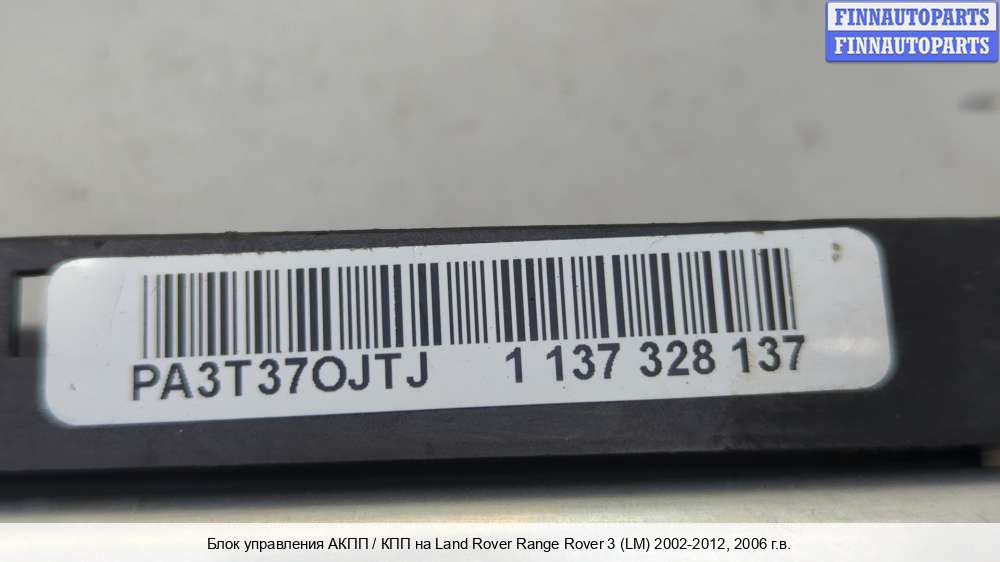 FINNAUTOPARTS
FINNAUTOPARTS
PA3T37OJTJ 1 137 328 137
Блок управления АКПП / КПП на Land Rover Range Rover 3 (LM) 2002-2012, 2006 г.в.